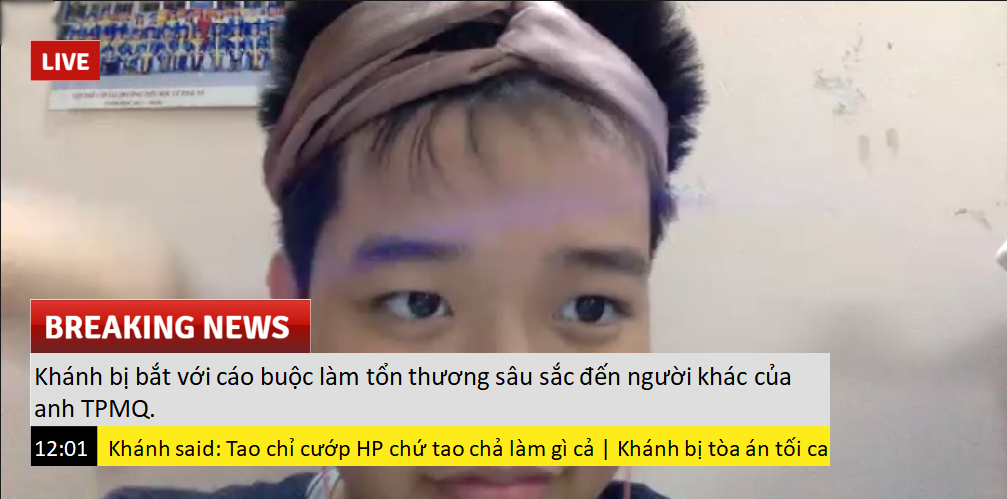 LIVE
BREAKING NEWS
Khánh bị bắt với cáo buộc làm tổn thương sâu sắc đến người khác của
anh TPMQ.
12:01 Khánh said: Tao chỉ cướp HP chứ tao chả làm gì cả | Khánh bị tòa án tối ca